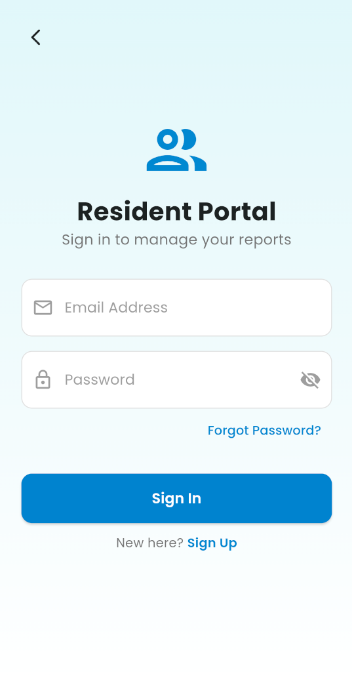 Resident Portal
Sign in to manage your reports
Email Address
Password
Forgot Password?
Sign In
New here? Sign Up